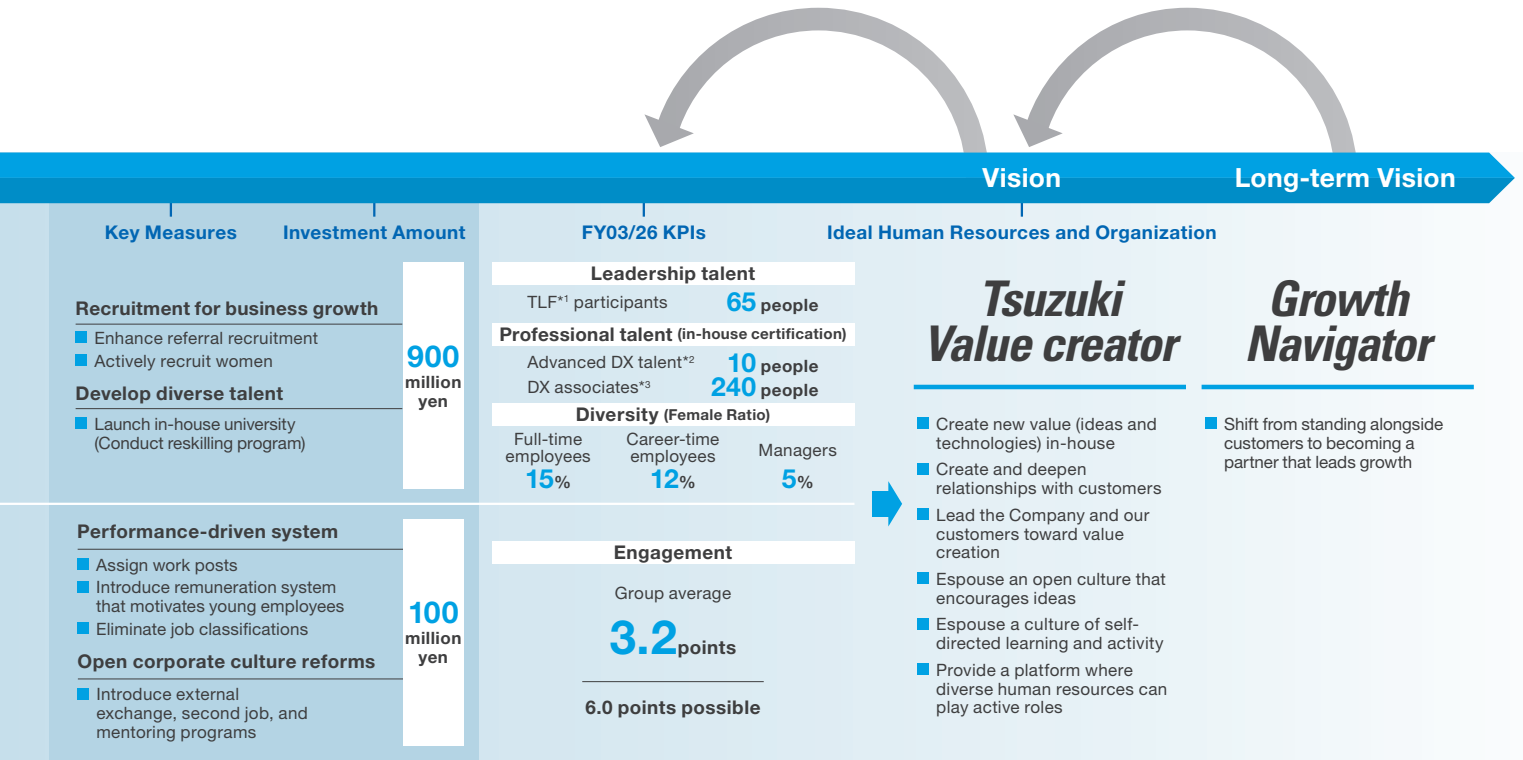 Vision
Long-term Vision
Key Measures
Investment Amount
FY03/26 KPIs
Ideal Human Resources and Organization
Recruitment for business growth
Enhance referral recruitment
Actively recruit women
Develop diverse talent
Launch in-house university
(Conduct reskilling program)
900
million
yen
Performance-driven system
Assign work posts
Introduce remuneration system
that motivates young employees
Eliminate job classifications
Open corporate culture reforms
Introduce external
exchange, second job, and
mentoring programs
100
million
yen
Leadership talent
TLF*1 participants 65 people
Professional talent (in-house certification)
Advanced DX talent*2 10 people
DX associates*3 240 people
Diversity (Female Ratio)
Full-time
employees
15%
Career-time
employees
12%
Managers
5%
Engagement
Group average
3.2points
6.0 points possible
Tsuzuki
Value creator
Create new value (ideas and
technologies) in-house
Create and deepen
relationships with customers
Lead the Company and our
customers toward value
creation
Espouse an open culture that
encourages ideas
Espouse a culture of self-
directed learning and activity
Provide a platform where
diverse human resources can
play active roles
Growth
Navigator
Shift from standing alongside
customers to becoming a
partner that leads growth